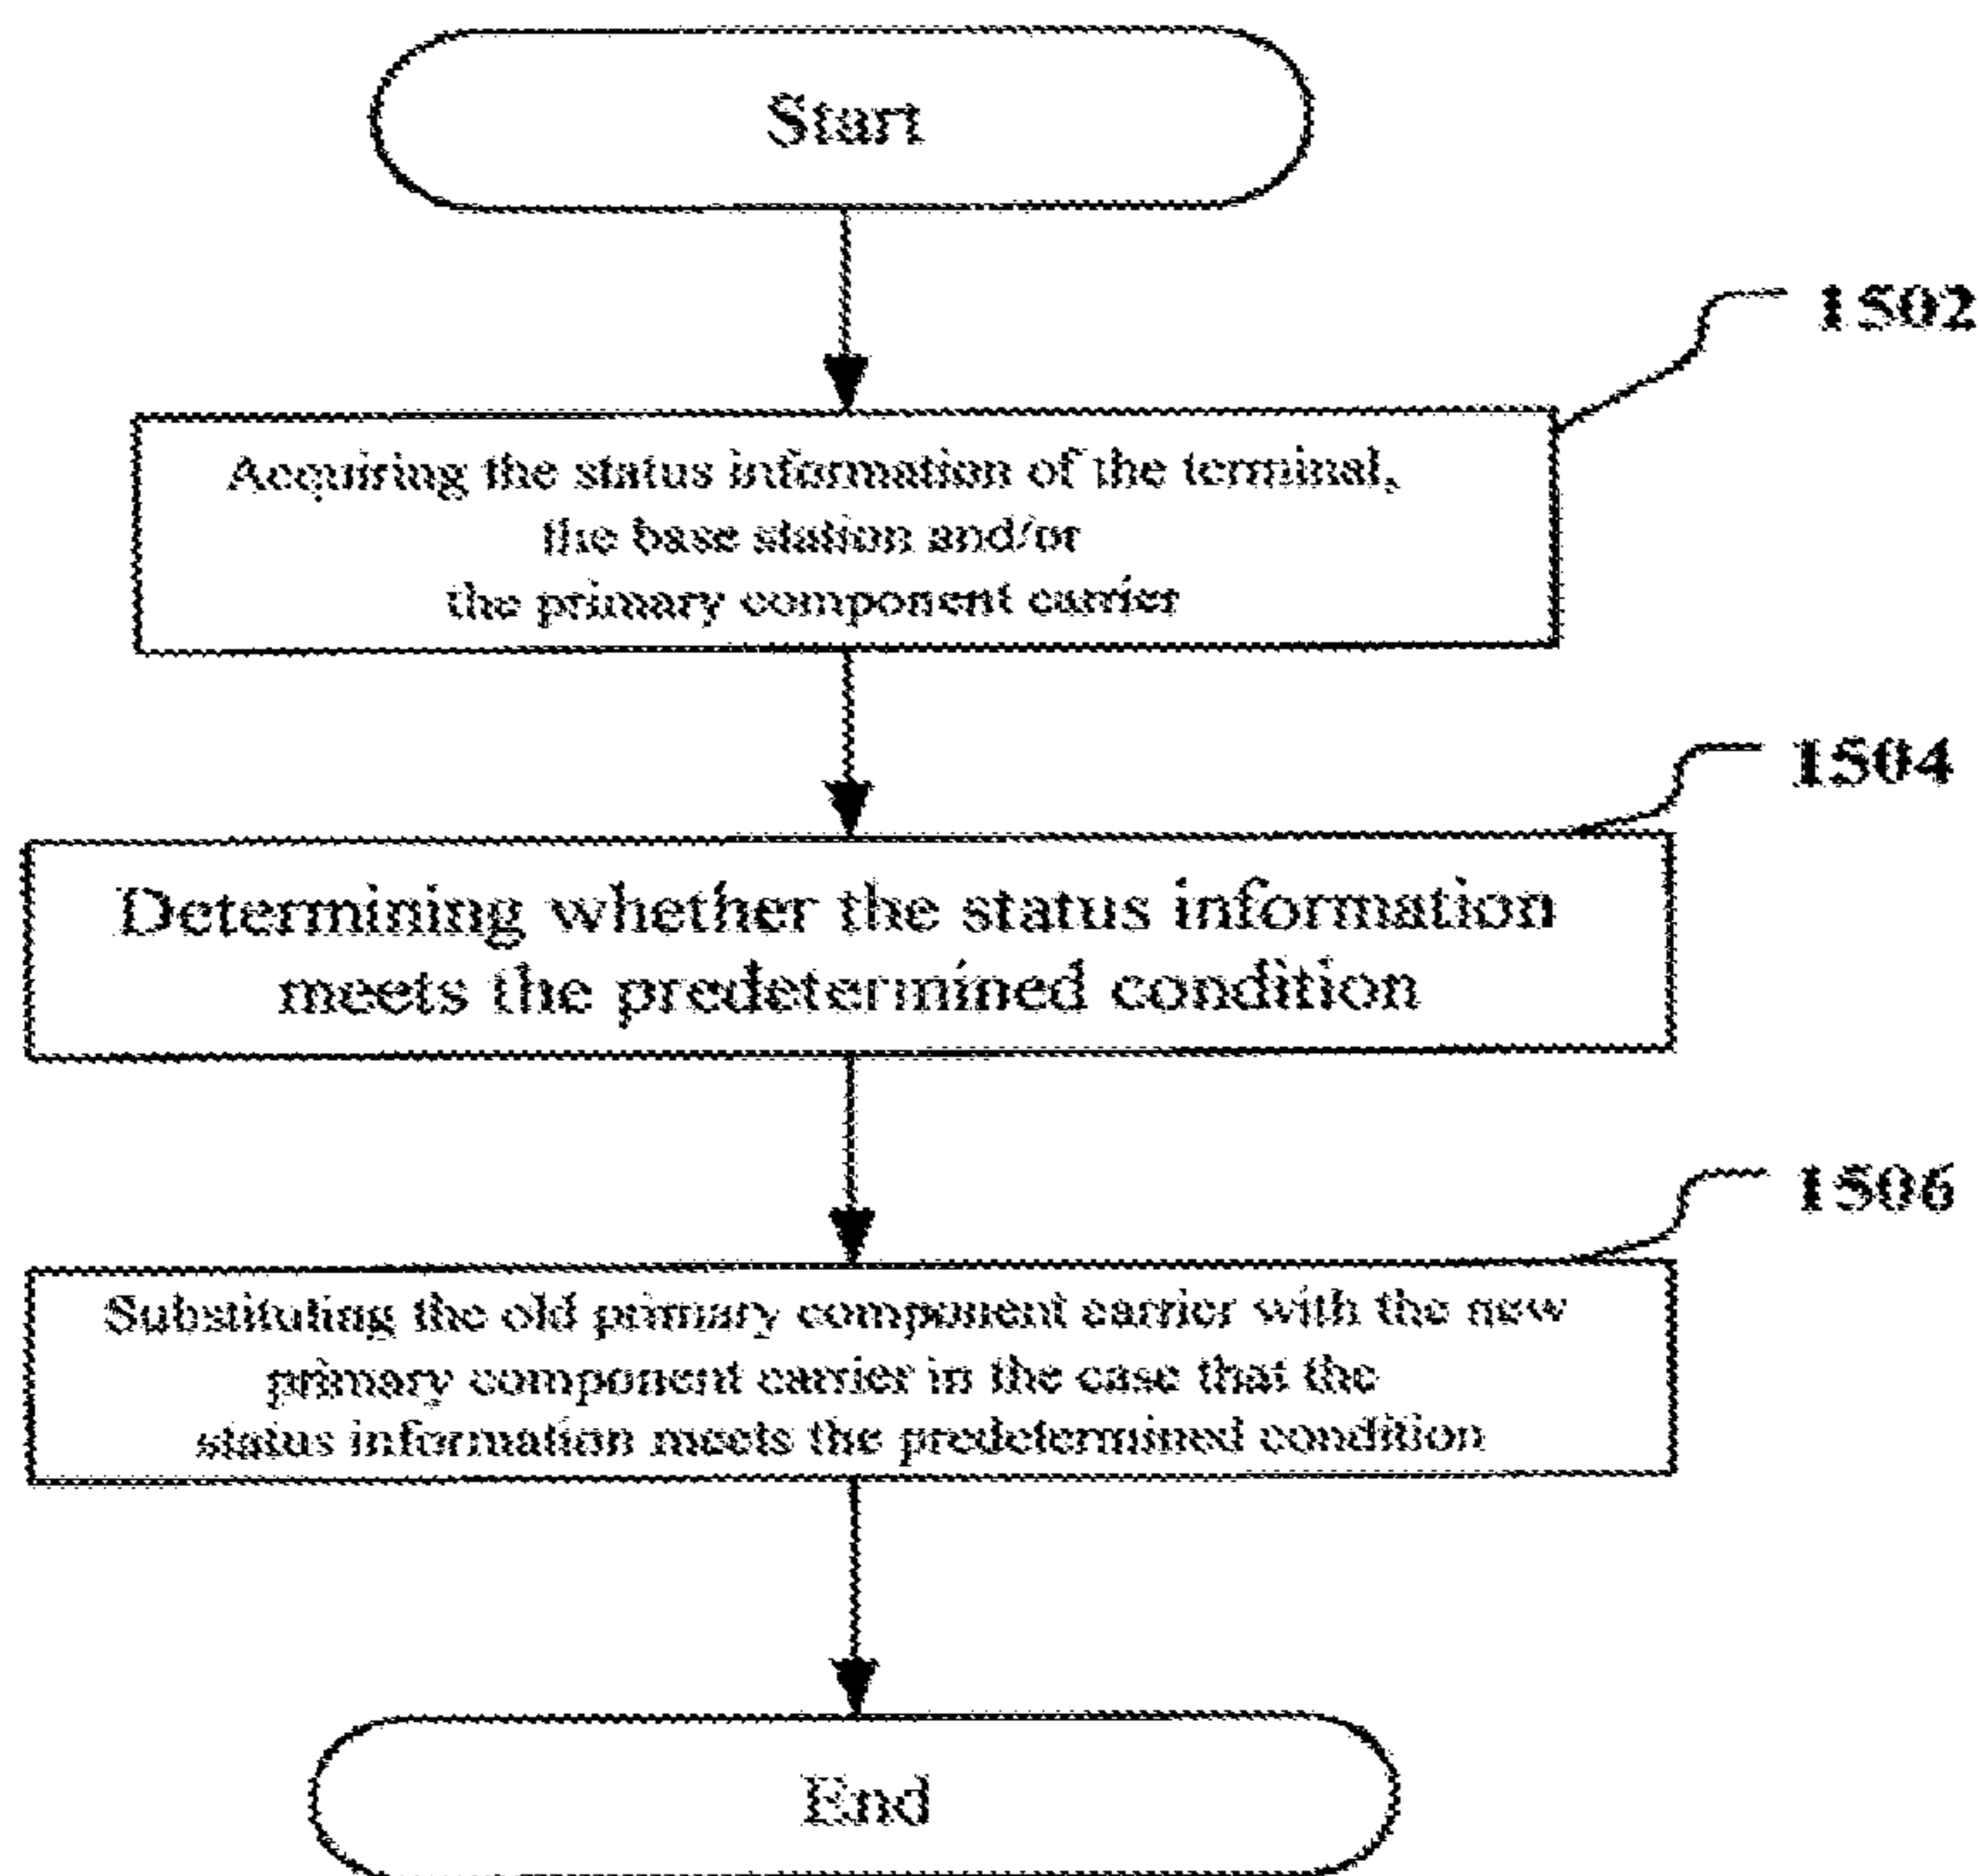 Start
1502
Acquiring the status information of the terminal,
the base station and/or
the primary component carrier
1504
Determining whether the status information
meets the predetermined condition
1506
Substituting the old primary component carrier with the new
primary component carrier in the case that the
status information meets the predetermined condition
End